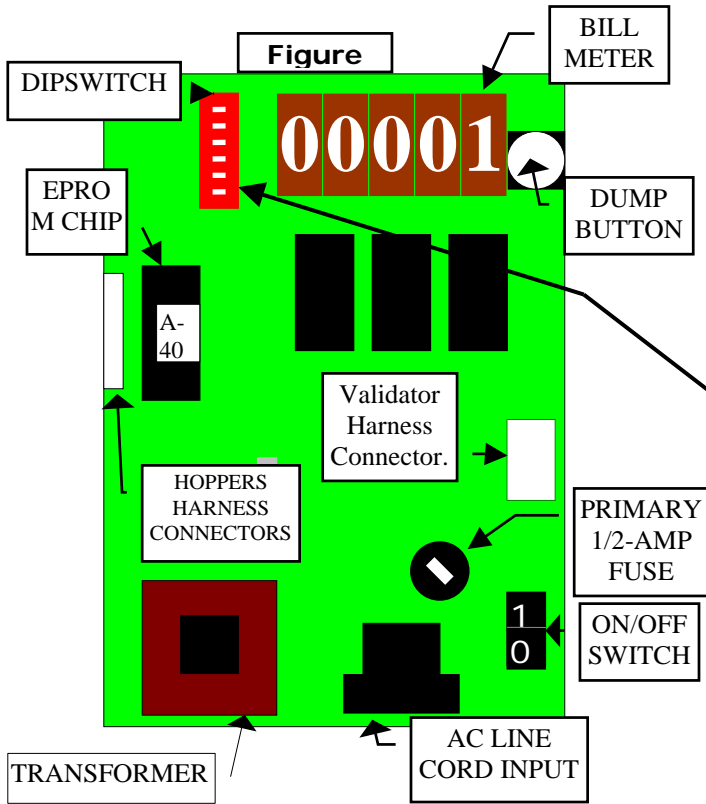 Figure
BILL
METER
DIPSWITCH
00001
EPRO
M CHIP
DUMP
BUTTON
A-
40
Validator
Harness
Connector.
HOPPERS
HARNESS
CONNECTORS
PRIMARY
1/2-AMP
FUSE
1
0
ON/OFF
SWITCH
AC LINE
CORD INPUT
TRANSFORMER